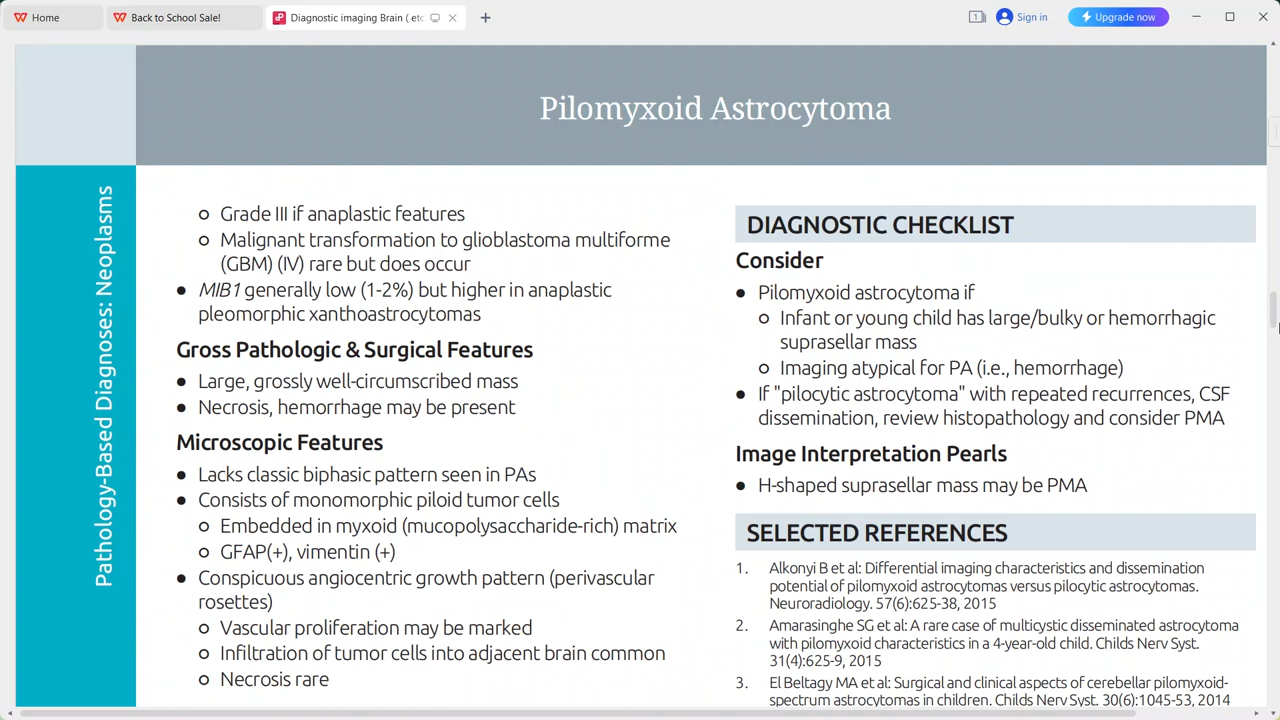 Home
Back to School Sale!
Diagnostic imaging Brain ( etc
1
Sign in
Upgrade now
Pilomyxoid Astrocytoma
Pathology-Based Diagnoses: Neoplasms
Grade III if anaplastic features
Malignant transformation to glioblastoma multiforme
(GBM) (IV) rare but does occur
MIB1 generally low (1-2%) but higher in anaplastic
pleomorphic xanthoastrocytomas
Gross Pathologic & Surgical Features
Large, grossly well-circumscribed mass
Necrosis, hemorrhage may be present
Microscopic Features
Lacks classic biphasic pattern seen in PAs
Consists of monomorphic piloid tumor cells
Embedded in myxoid (mucopolysaccharide-rich) matrix
GFAP(+), vimentin (+)
Conspicuous angiocentric growth pattern (perivascular
rosettes)
Vascular proliferation may be marked
Infiltration of tumor cells into adjacent brain common
Necrosis rare
DIAGNOSTIC CHECKLIST
Consider
Pilomyxoid astrocytoma if
Infant or young child has large/bulky or hemorrhagic
suprasellar mass
Imaging atypical for PA (i.e., hemorrhage)
If "pilocytic astrocytoma" with repeated recurrences, CSF
dissemination, review histopathology and consider PMA
Image Interpretation Pearls
H-shaped suprasellar mass may be PMA
SELECTED REFERENCES
1. Alkonyi B et al: Differential imaging characteristics and dissemination
potential of pilomyxoid astrocytomas versus pilocytic astrocytomas.
Neuroradiology. 57(6):625-38, 2015
2. Amarasinghe SG et al: A rare case of multicystic disseminated astrocytoma
with pilomyxoid characteristics in a 4-year-old child. Childs Nerv Syst.
31(4):625-9, 2015
3. El Beltagy MA et al: Surgical and clinical aspects of cerebellar pilomyxoid-
spectrum astrocytomas in children. Childs Nerv Syst. 30(6):1045-53, 2014